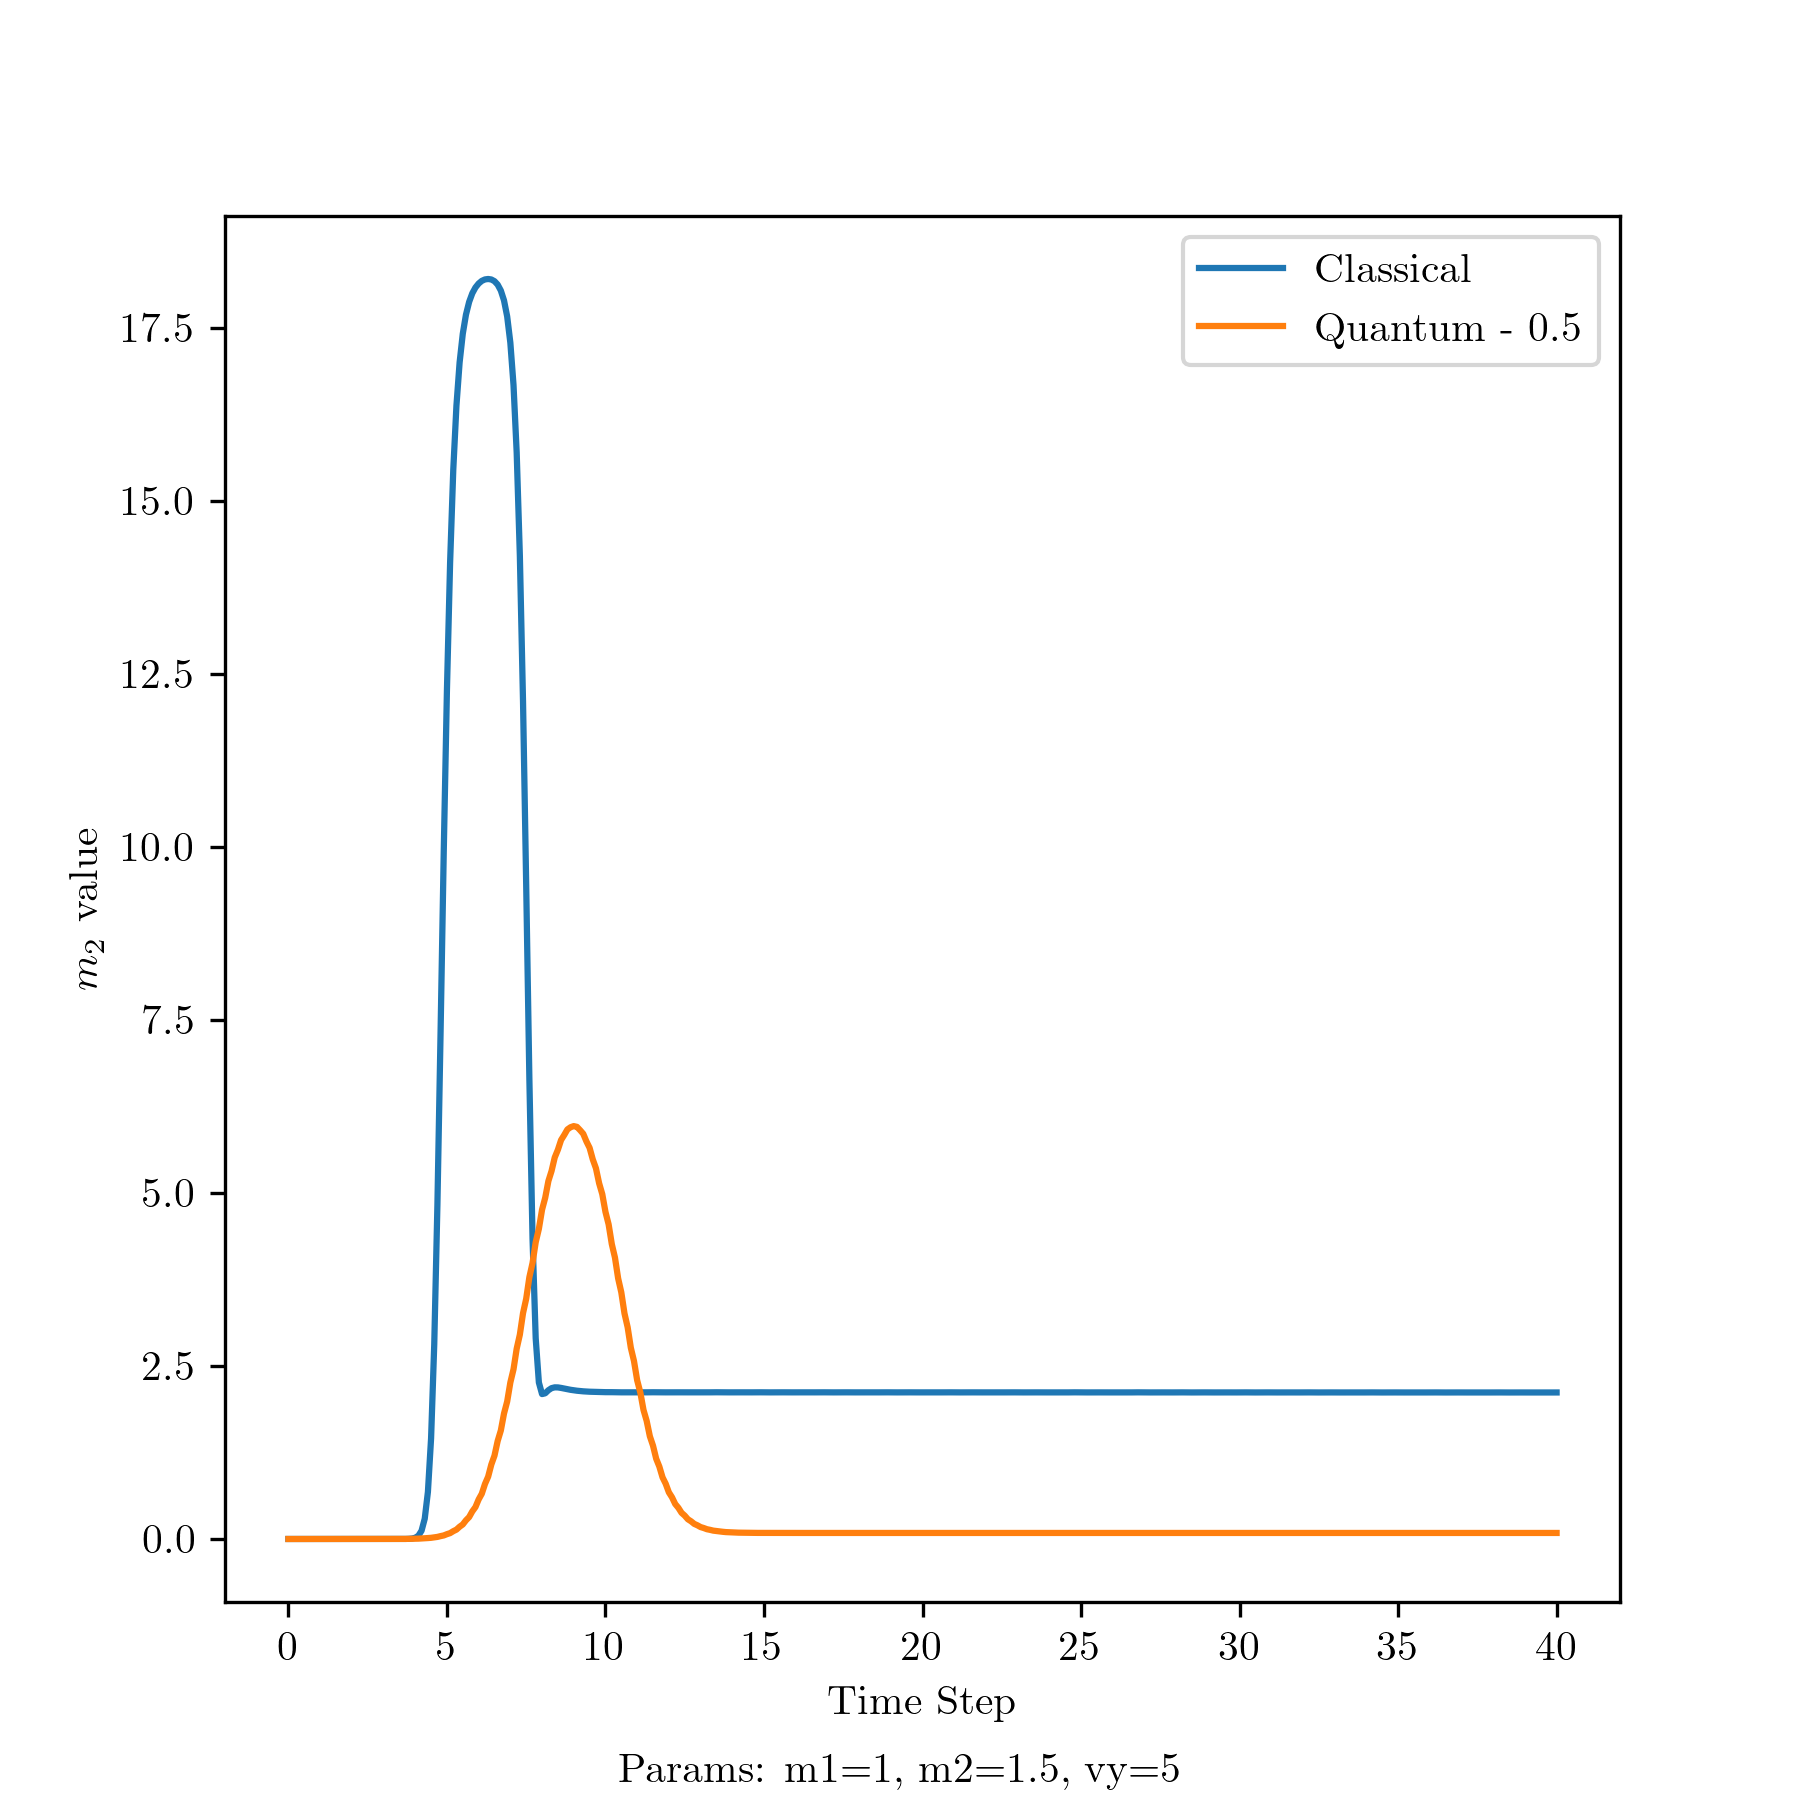 Classical
Quantum - 0.5
17.5
15.0
12.5
10.0
7.5
5.0
2.5
0.0
m₂ value
0 5 10 15 20 25 30 35 40
Time Step
Params: m1=1, m2=1.5, vy=5